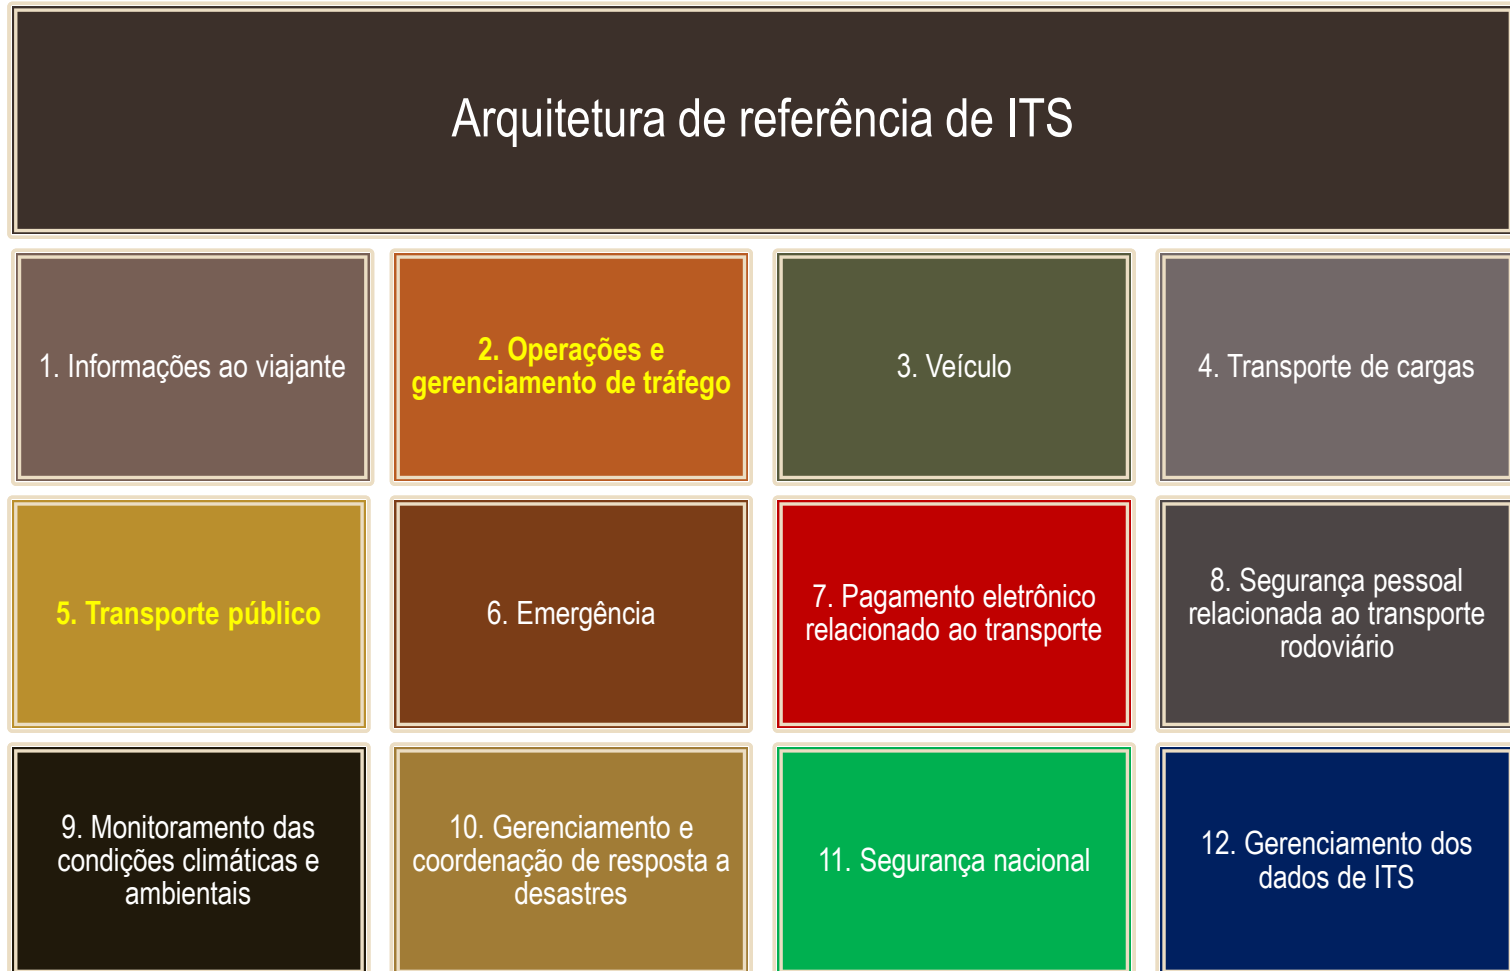 Arquitetura de referência de ITS
1. Informações ao viajante
2. Operações e
gerenciamento de tráfego
3. Veículo
4. Transporte de cargas
5. Transporte público
6. Emergência
7. Pagamento eletrônico
relacionado ao transporte
8. Segurança pessoal
relacionada ao transporte
rodoviário
9. Monitoramento das
condições climáticas e
ambientais
10. Gerenciamento e
coordenação de resposta a
desastres
11. Segurança nacional
12. Gerenciamento dos
dados de ITS